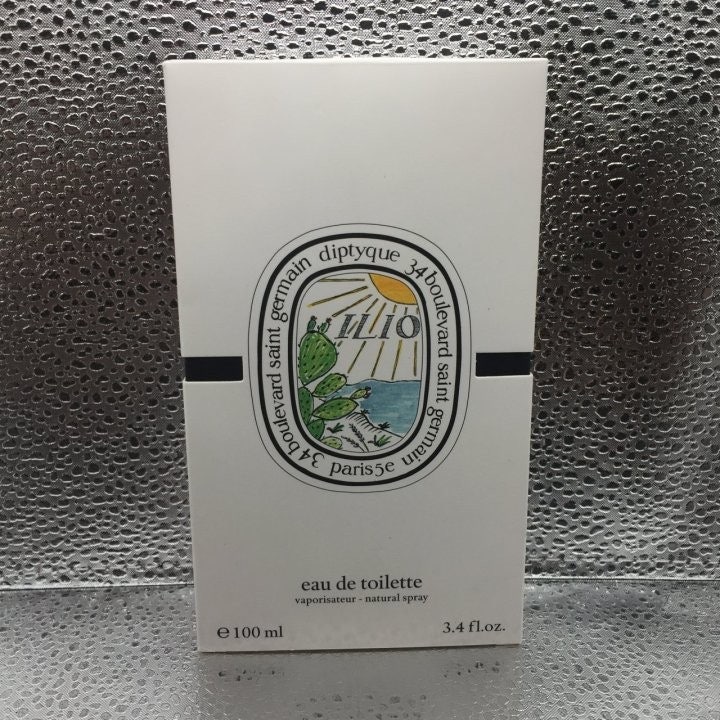 diptyque 34 boulevard saint germain paris5e 34 boulevard saint germain
ILIO
eau de toilette
vaporisateur - natural spray
e 100 ml
3.4 fl.oz.